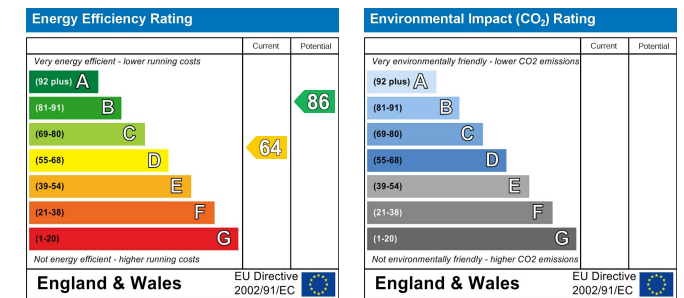 Energy Efficiency Rating
Current Potential
Very energy efficient - lower running costs
(92 plus) A
(81-91) B
86
(69-80) C
64
(55-68) D
(39-54) E
(21-38) F
(1-20) G
Not energy efficient - higher running costs
England & Wales
EU Directive
2002/91/EC
Environmental Impact (CO2) Rating
Current Potential
Very environmentally friendly - lower CO2 emissions
(92 plus) A
(81-91) B
(69-80) C
(55-68) D
(39-54) E
(21-38) F
(1-20) G
Not environmentally friendly - higher CO2 emissions
England & Wales
EU Directive
2002/91/EC